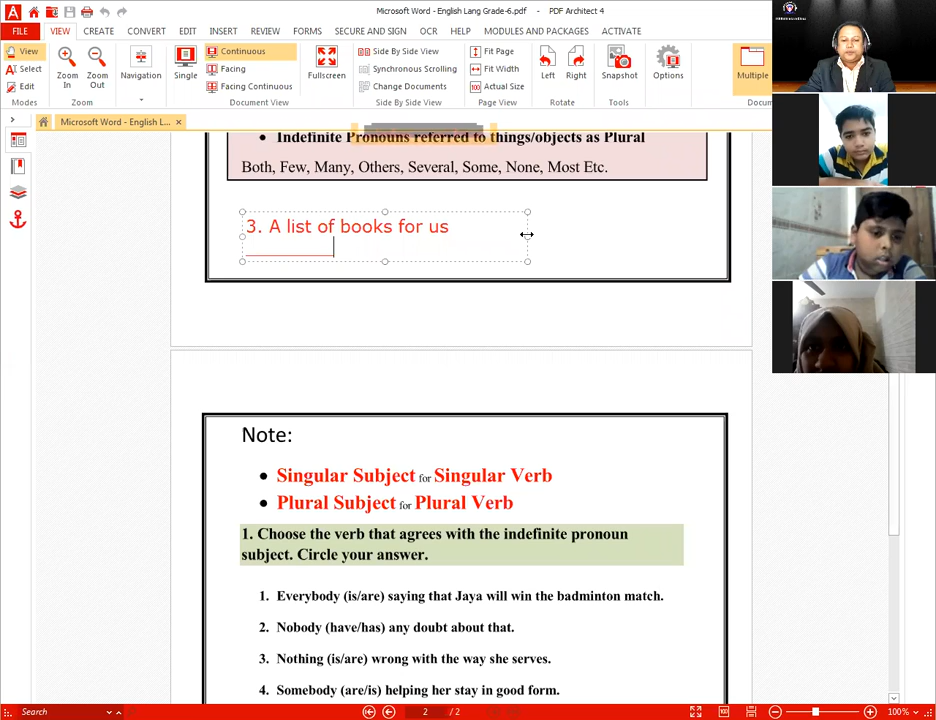 Microsoft Word - English Lang Grade-6.pdf - PDF Architect 4
FILE VIEW CREATE CONVERT EDIT INSERT REVIEW FORMS SECURE AND SIGN OCR HELP MODULES AND PACKAGES ACTIVATE
View
Select
Edit
Modes
Zoom In
Zoom Out
Zoom
Navigation
Single
Continuous
Facing
Facing Continuous
Document View
Fullscreen
Side By Side View
Synchronous Scrolling
Change Documents
Side By Side View
Fit Page
Fit Width
Actual Size
Page View
Left
Right
Rotate
Snapshot
Tools
Options
Multiple
Docum
Microsoft Word - English L...
Indefinite Pronouns referred to things/objects as Plural
Both, Few, Many, Others, Several, Some, None, Most Etc.
3. A list of books for us
__________
Note:
Singular Subject for Singular Verb
Plural Subject for Plural Verb
1. Choose the verb that agrees with the indefinite pronoun
subject. Circle your answer.
1. Everybody (is/are) saying that Jaya will win the badminton match.
2. Nobody (have/has) any doubt about that.
3. Nothing (is/are) wrong with the way she serves.
4. Somebody (are/is) helping her stay in good form.
Search
2 / 2
100%